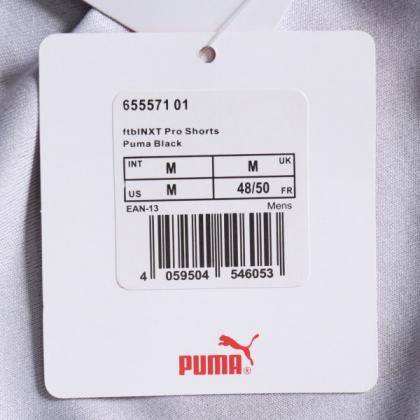 655571 01
ftblNXT Pro Shorts
Puma Black
INT M M UK
US M 48/50 FR
EAN-13 Mens
4 059504 546053
PUMA®